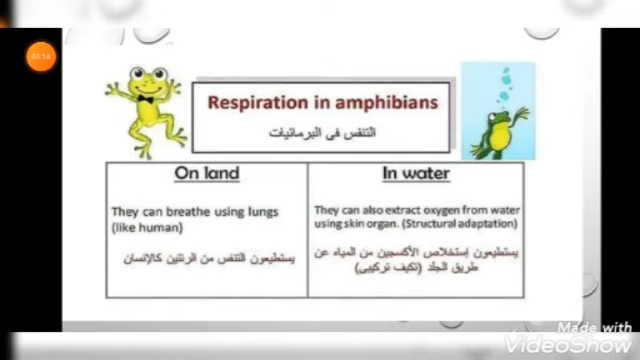 01:14
Respiration in amphibians
التنفس فى البرمائيات
On land
They can breathe using lungs
(like human)
يستطيعون التنفس من الرئتين كالإنسان
In water
They can also extract oxygen from water
using skin organ. (Structural adaptation)
يستطيعون إستخلاص الأكسجين من المياه عن
طريق الجلد (تكيف تركيبى)
Made with
VideoShow